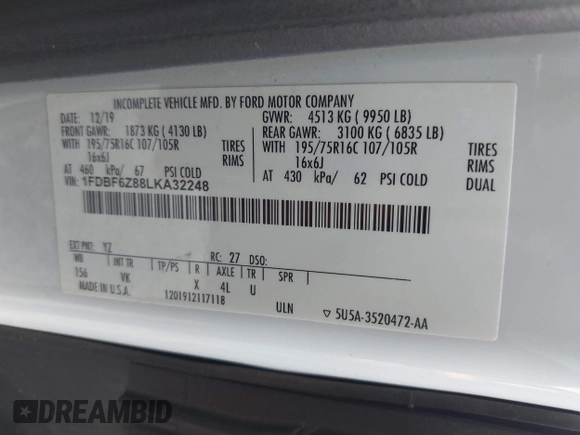 INCOMPLETE VEHICLE MFD. BY FORD MOTOR COMPANY
DATE: 12/19 GVWR: 4513 KG ( 9950 LB)
FRONT GAWR: 1873 KG ( 4130 LB) REAR GAWR: 3100 KG ( 6835 LB)
WITH 195/75R16C 107/105R TIRES WITH 195/75R16C 107/105R TIRES
16x6J RIMS 16x6J RIMS
AT 460 kPa/ 67 PSI COLD AT 430 kPa/ 62 PSI COLD DUAL
VIN: 1FDBF6Z88LKA32248
EXT PNT: YZ RC: 27 DSO:
WB INT TR TP/PS R AXLE TR SPR
156 VK X 4L U
MADE IN U.S.A. 1201912117118 ULN ▽ 5U5A-3520472-AA
DREAMBID